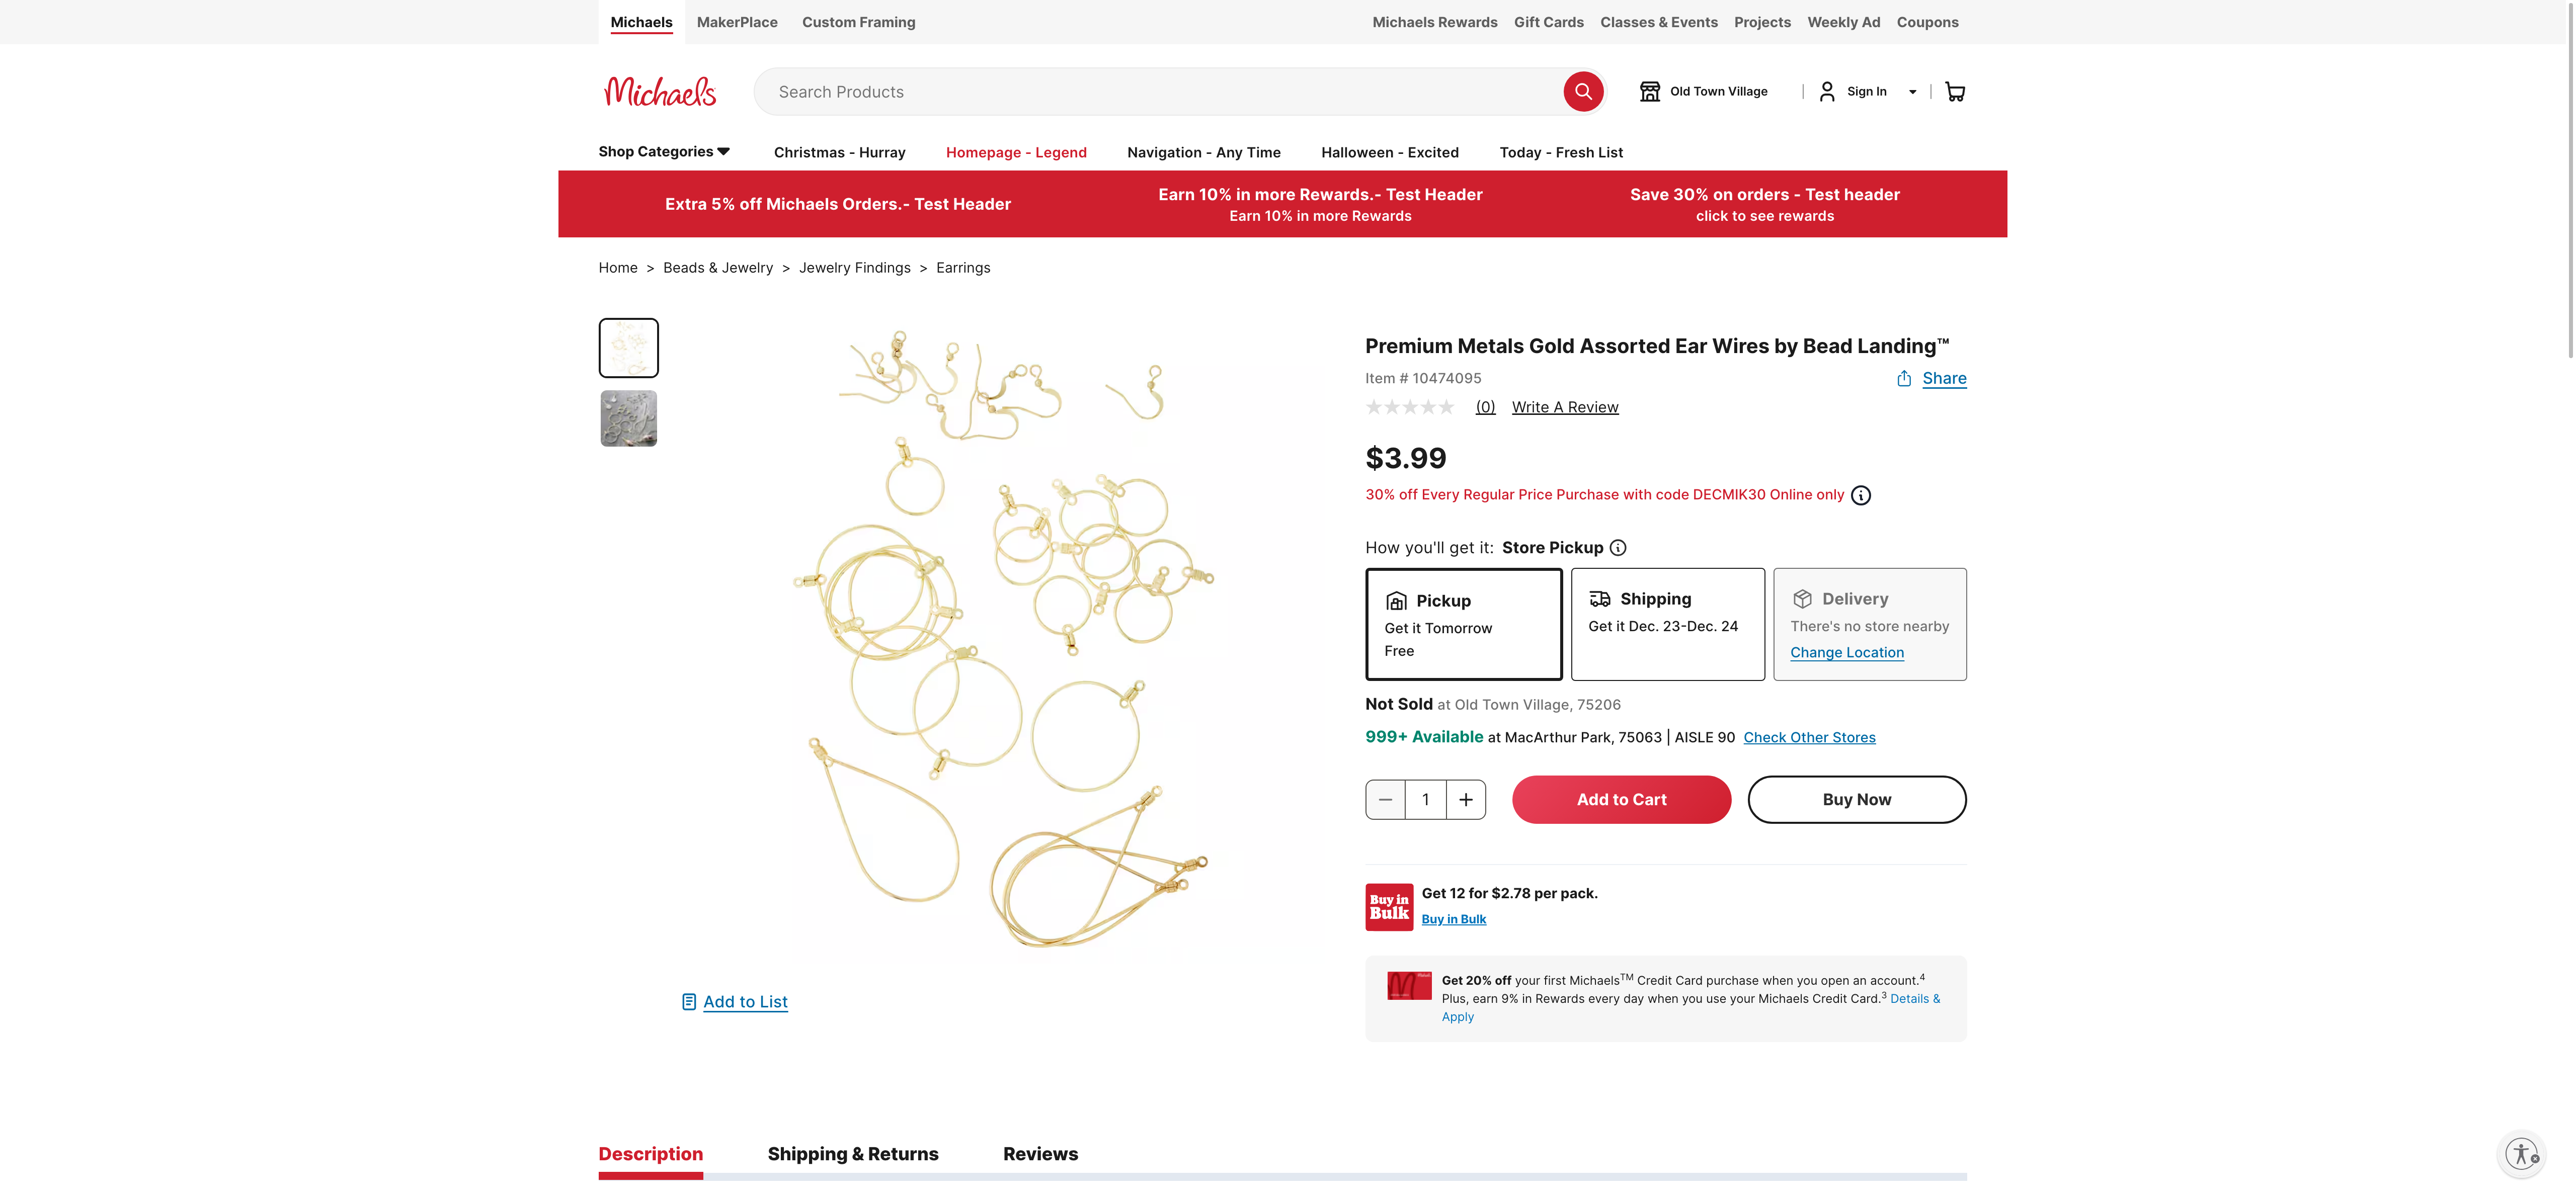 Michaels MakerPlace Custom Framing Michaels Rewards Gift Cards Classes & Events Projects Weekly Ad Coupons
Michaels Search Products Old Town Village | Sign In |
Shop Categories Christmas - Hurray Homepage - Legend Navigation - Any Time Halloween - Excited Today - Fresh List
Extra 5% off Michaels Orders.- Test Header
Earn 10% in more Rewards.- Test Header
Earn 10% in more Rewards
Save 30% on orders - Test header
click to see rewards
Home > Beads & Jewelry > Jewelry Findings > Earrings
Premium Metals Gold Assorted Ear Wires by Bead Landing™
Item # 10474095 Share
(0) Write A Review
$3.99
30% off Every Regular Price Purchase with code DECMIK30 Online only
How you'll get it: Store Pickup
Pickup
Get it Tomorrow
Free
Shipping
Get it Dec. 23-Dec. 24
Delivery
There's no store nearby
Change Location
Not Sold at Old Town Village, 75206
999+ Available at MacArthur Park, 75063 | AISLE 90 Check Other Stores
1 Add to Cart Buy Now
Buy in
Bulk
Get 12 for $2.78 per pack.
Buy in Bulk
Get 20% off your first MichaelsTM Credit Card purchase when you open an account.4
Plus, earn 9% in Rewards every day when you use your Michaels Credit Card.3 Details &
Apply
Add to List
Description Shipping & Returns Reviews